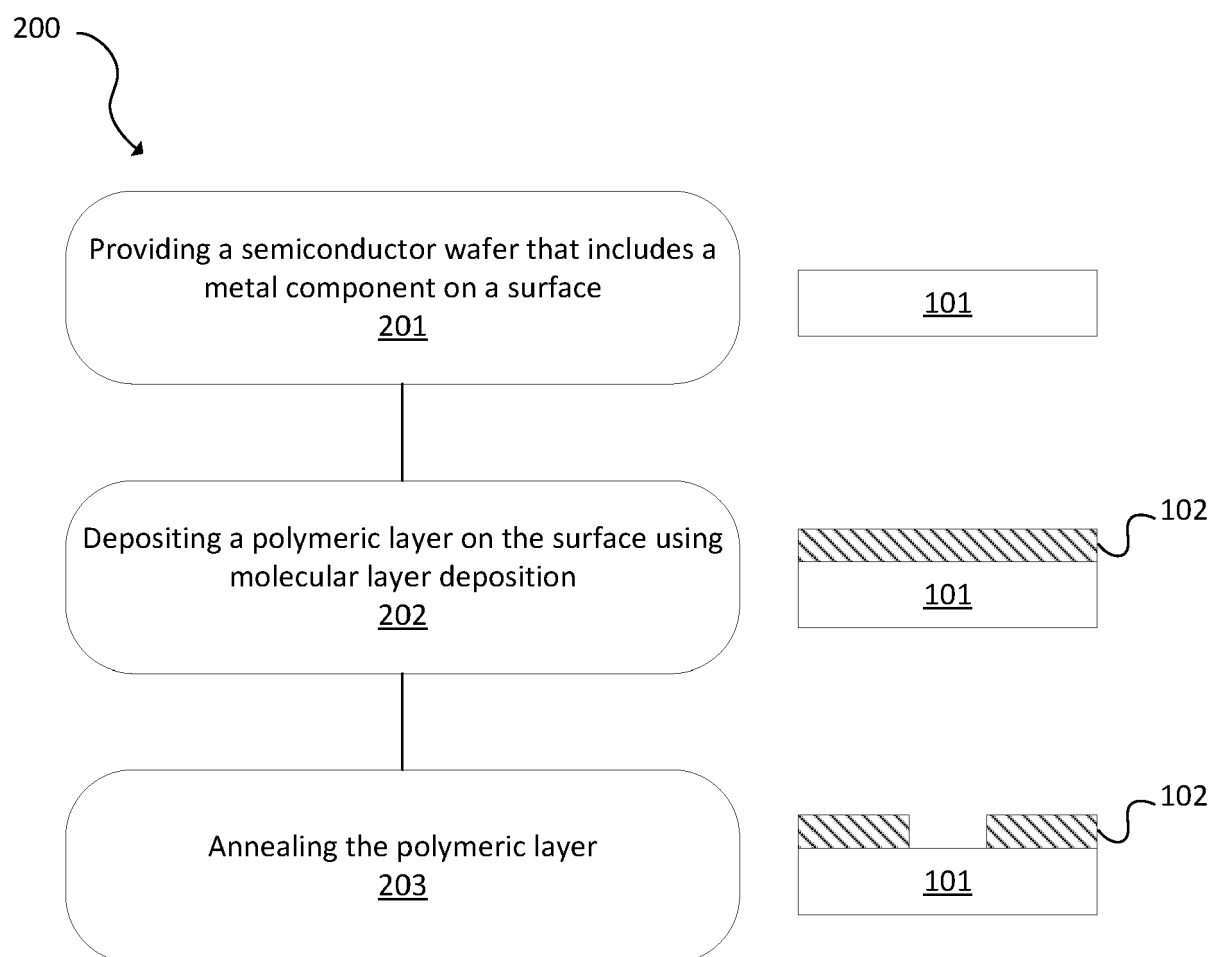 200
Providing a semiconductor wafer that includes a
metal component on a surface
201
101
Depositing a polymeric layer on the surface using
molecular layer deposition
202
102
101
Annealing the polymeric layer
203
102
101